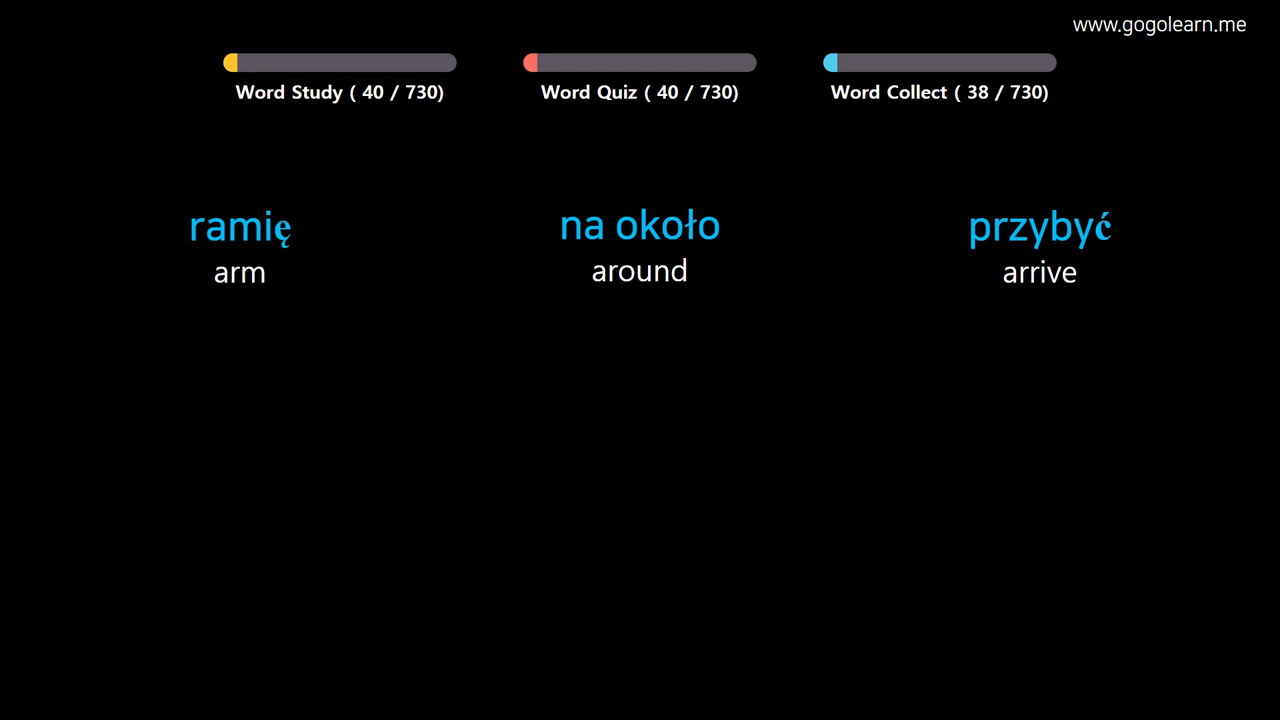 www.gogolearn.me
Word Study ( 40 / 730)
Word Quiz ( 40 / 730)
Word Collect ( 38 / 730)
ramię
na około
przybyć
arm
around
arrive